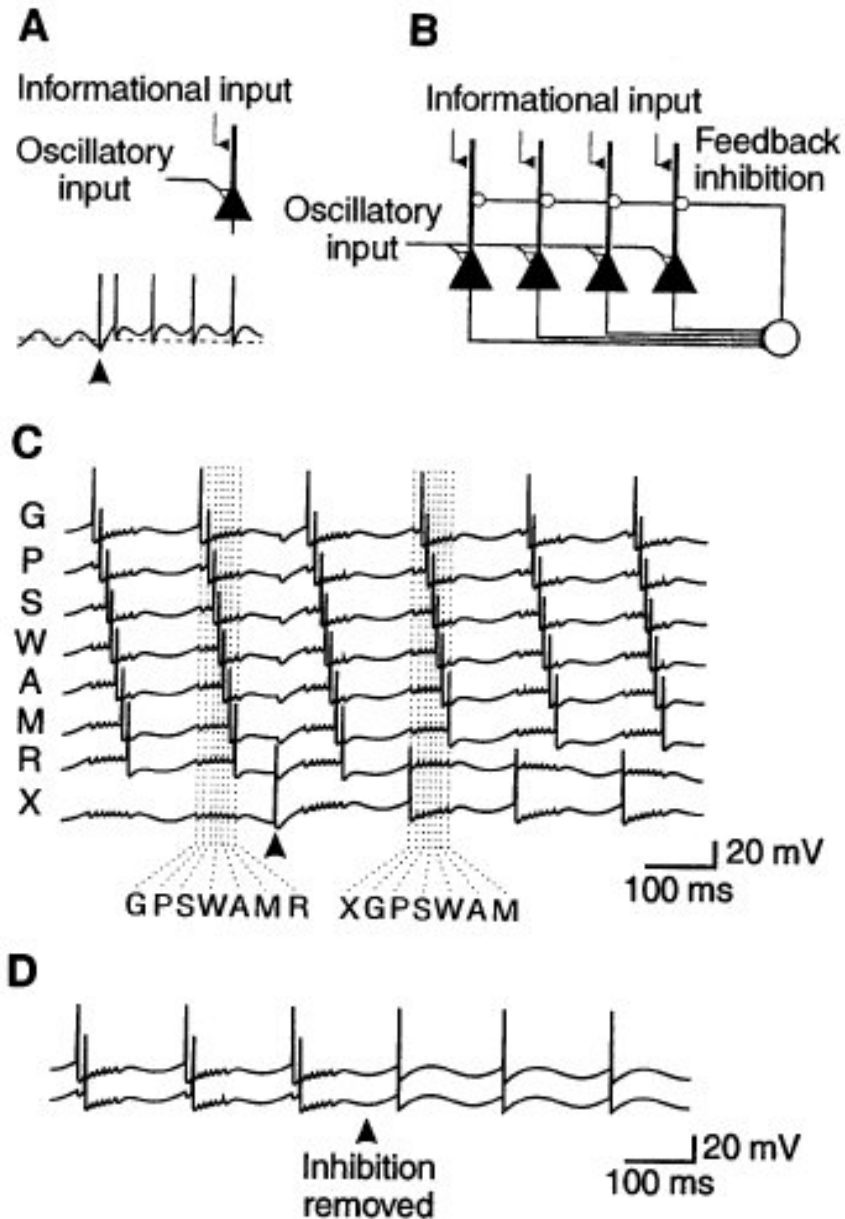 A
Informational input
Oscillatory
input
B
Informational input
Feedback
inhibition
Oscillatory
input
C
G
P
S
W
A
M
R
X
20 mV
100 ms
GPSWAMR XGPSWAM
D
Inhibition
removed
20 mV
100 ms